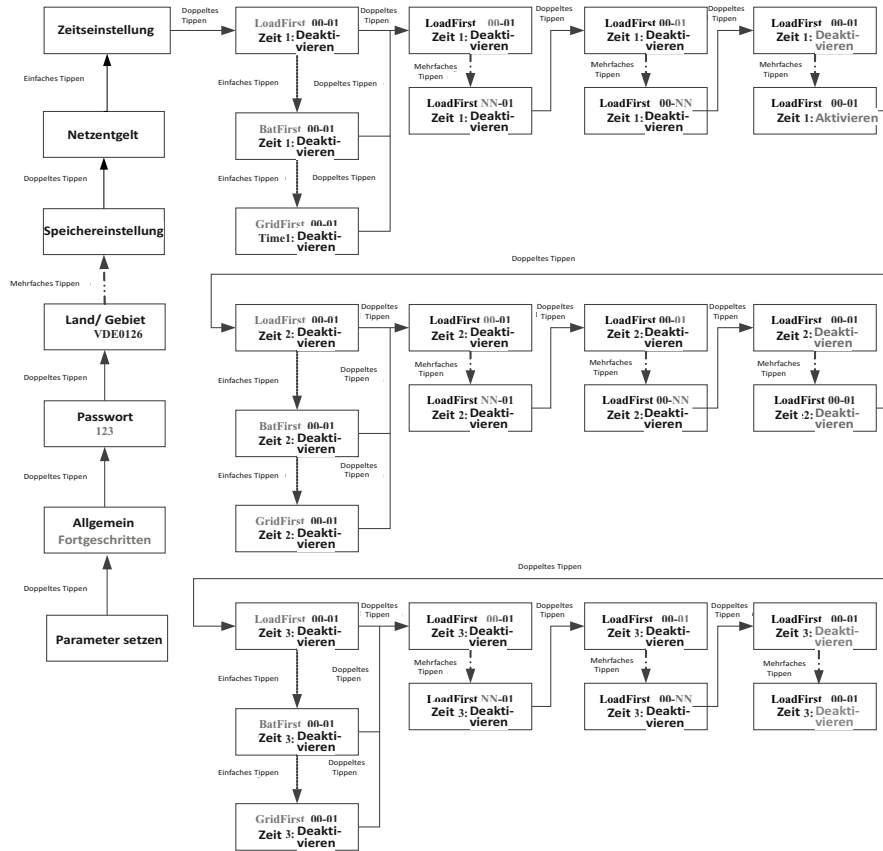 Zeitseinstellung
Einfaches Tippen
Netzentgelt
Doppeltes Tippen
Speichereinstellung
Mehrfaches Tippen
Land/ Gebiet
VDE0126
Doppeltes Tippen
Passwort
123
Doppeltes Tippen
Allgemein
Fortgeschritten
Doppeltes Tippen
Parameter setzen
Doppeltes
Tippen
LoadFirst 00-01
Zeit 1: Deakti-
vieren
Einfaches Tippen
Doppeltes Tippen
BatFirst 00-01
Zeit 1: Deakti-
vieren
Einfaches Tippen
Doppeltes Tippen
GridFirst 00-01
Time1: Deakti-
vieren
Doppeltes
Tippen
LoadFirst 00-01
Zeit 1: Deakti-
vieren
Mehrfaches
Tippen
LoadFirst NN-01
Zeit 1: Deakti-
vieren
Doppeltes
Tippen
LoadFirst 00-01
Zeit 1: Deakti-
vieren
Mehrfaches
Tippen
LoadFirst 00-NN
Zeit 1: Deakti-
vieren
Doppeltes
Tippen
LoadFirst 00-01
Zeit 1: Deakti-
vieren
Mehrfaches
Tippen
LoadFirst 00-01
Zeit 1: Aktivieren
Doppeltes Tippen
LoadFirst 00-01
Zeit 2: Deakti-
vieren
Einfaches Tippen
Doppeltes
Tippen
BatFirst 00-01
Zeit 2: Deakti-
vieren
Einfaches Tippen
Doppeltes
Tippen
GridFirst 00-01
Zeit 2: Deakti-
vieren
Doppeltes
Tippen
LoadFirst 00-01
Zeit 2: Deakti-
vieren
Mehrfaches
Tippen
LoadFirst NN-01
Zeit 2: Deakti-
vieren
Doppeltes
Tippen
LoadFirst 00-01
Zeit 2: Deakti-
vieren
Mehrfaches
Tippen
LoadFirst 00-NN
Zeit 2: Deakti-
vieren
Doppeltes
Tippen
LoadFirst 00-01
Zeit 2: Deakti-
vieren
Mehrfaches
Tippen
LoadFirst 00-01
Zeit 2: Deakti-
vieren
Doppeltes Tippen
LoadFirst 00-01
Zeit 3: Deakti-
vieren
Einfaches Tippen
Doppeltes
Tippen
BatFirst 00-01
Zeit 3: Deakti-
vieren
Einfaches Tippen
Doppeltes
Tippen
GridFirst 00-01
Zeit 3: Deakti-
vieren
Doppeltes
Tippen
LoadFirst 00-01
Zeit 3: Deakti-
vieren
Mehrfaches
Tippen
LoadFirst NN-01
Zeit 3: Deakti-
vieren
Doppeltes
Tippen
LoadFirst 00-01
Zeit 3: Deakti-
vieren
Mehrfaches
Tippen
LoadFirst 00-NN
Zeit 3: Deakti-
vieren
Doppeltes
Tippen
LoadFirst 00-01
Zeit 3: Deakti-
vieren
Mehrfaches
Tippen
LoadFirst 00-01
Zeit 3: Deakti-
vieren